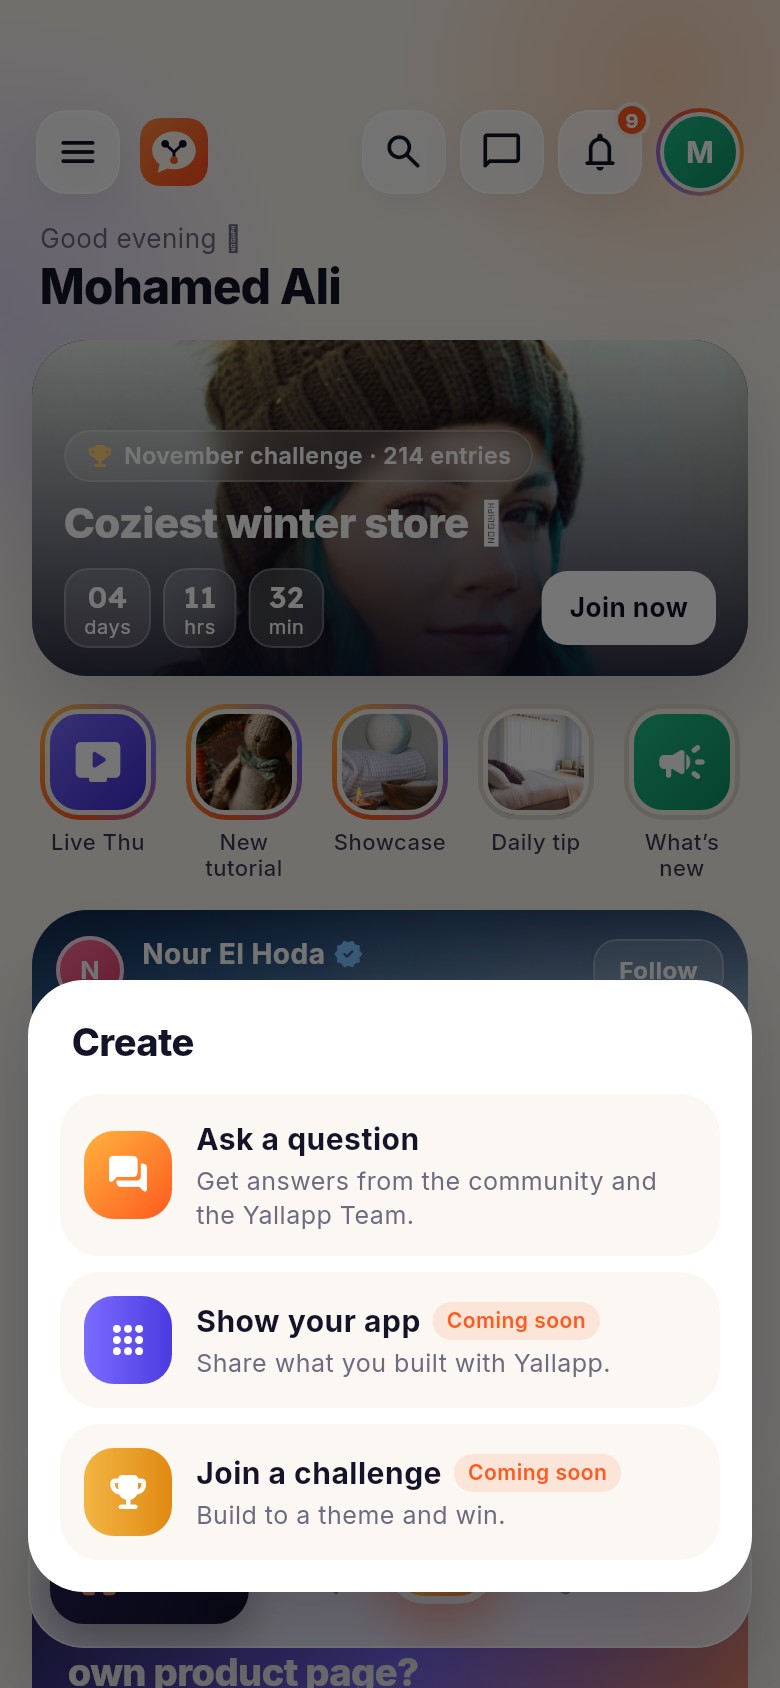 9
M
Good evening
Mohamed Ali
November challenge · 214 entries
Coziest winter store
04 11 32
days hrs min
Join now
Live Thu
New tutorial
Showcase
Daily tip
What’s new
N
Nour El Hoda
Follow
Create
Ask a question
Get answers from the community and
the Yallapp Team.
Show your app
Coming soon
Share what you built with Yallapp.
Join a challenge
Coming soon
Build to a theme and win.
own product page?